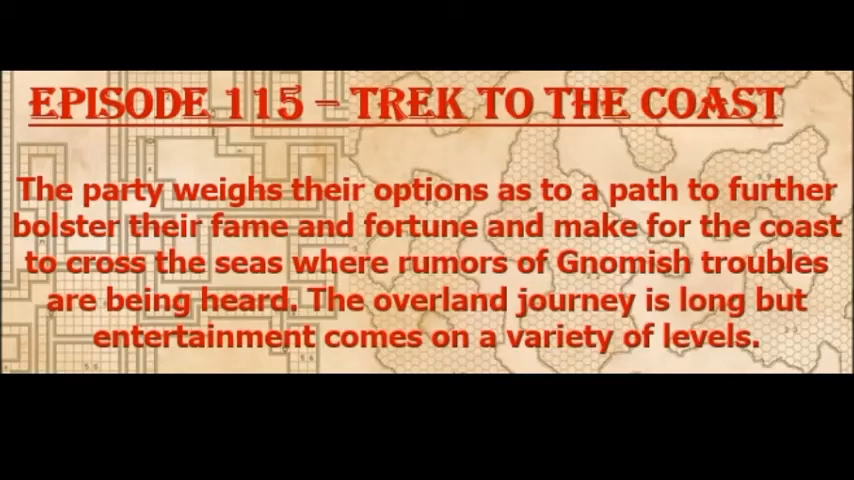 EPISODE 115 – TREK TO THE COAST
The party weighs their options as to a path to further
bolster their fame and fortune and make for the coast
to cross the seas where rumors of Gnomish troubles
are being heard. The overland journey is long but
entertainment comes on a variety of levels.